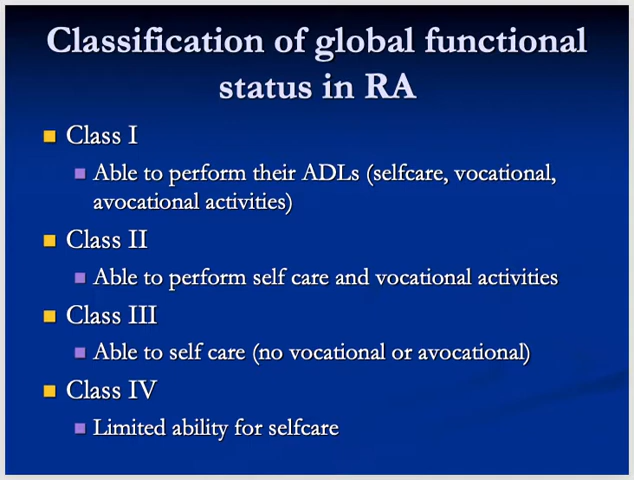 Classification of global functional
status in RA
Class I
Able to perform their ADLs (selfcare, vocational,
avocational activities)
Class II
Able to perform self care and vocational activities
Class III
Able to self care (no vocational or avocational)
Class IV
Limited ability for selfcare